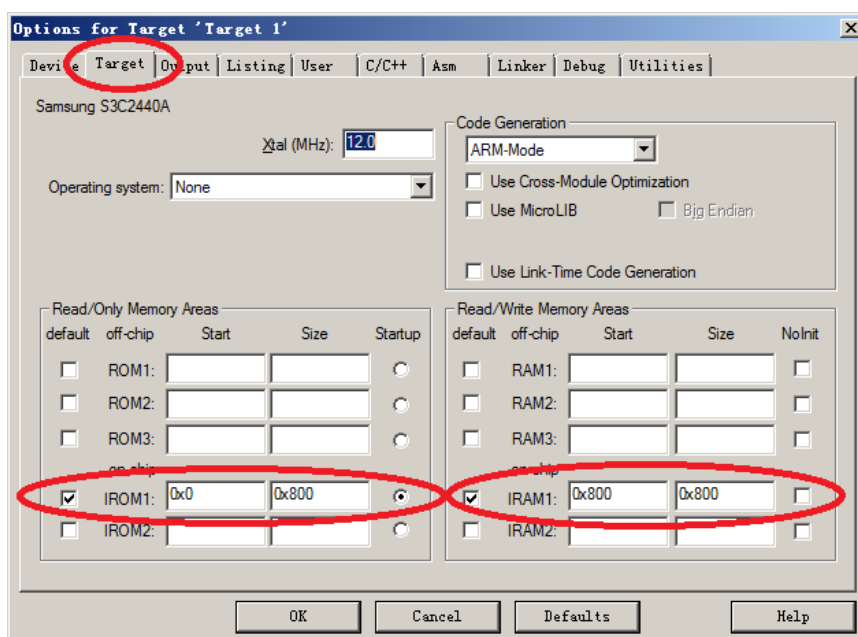 Options for Target 'Target 1'
X
Device Target Output Listing User C/C++ Asm Linker Debug Utilities
Samsung S3C2440A
Xtal (MHz): 12.0
Operating system: None
Code Generation
ARM-Mode
Use Cross-Module Optimization
Use MicroLIB Big Endian
Use Link-Time Code Generation
Read/Only Memory Areas
default off-chip Start Size Startup
ROM1:
ROM2:
ROM3:
on-chip
IROM1: 0x0 0x800
IROM2:
Read/Write Memory Areas
default off-chip Start Size NoInit
RAM1:
RAM2:
RAM3:
on-chip
IRAM1: 0x800 0x800
IRAM2:
OK Cancel Defaults Help